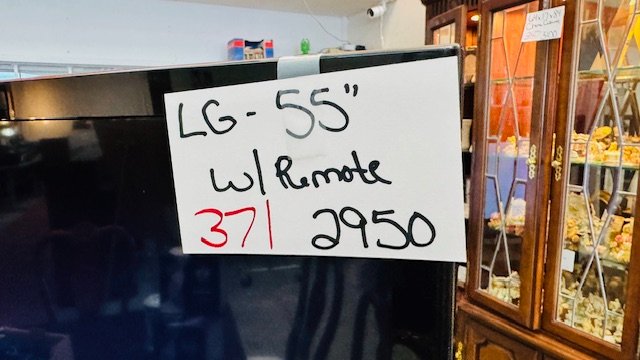 LG - 55"
w/ Remote
371 2950